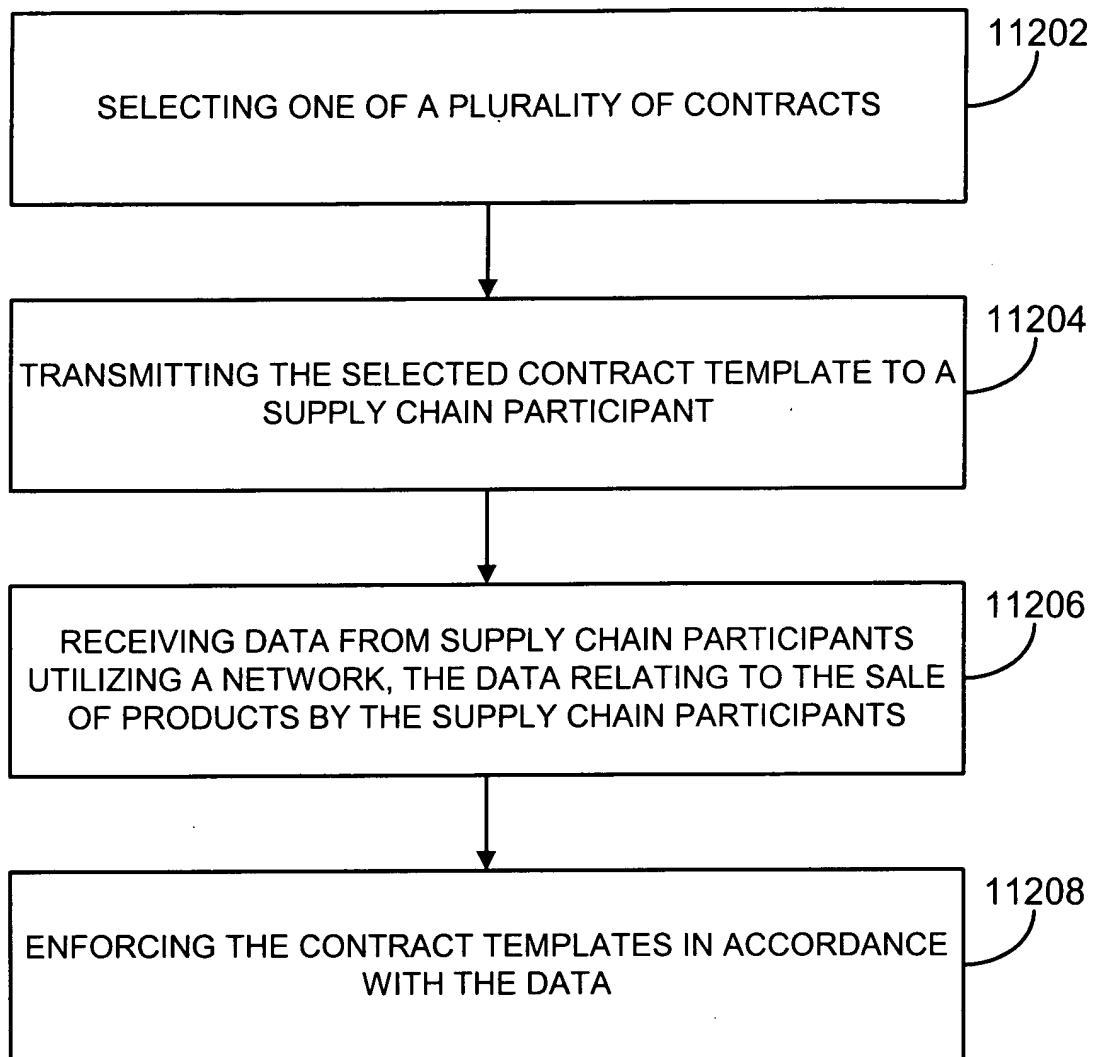 11202
SELECTING ONE OF A PLURALITY OF CONTRACTS
11204
TRANSMITTING THE SELECTED CONTRACT TEMPLATE TO A
SUPPLY CHAIN PARTICIPANT
11206
RECEIVING DATA FROM SUPPLY CHAIN PARTICIPANTS
UTILIZING A NETWORK, THE DATA RELATING TO THE SALE
OF PRODUCTS BY THE SUPPLY CHAIN PARTICIPANTS
11208
ENFORCING THE CONTRACT TEMPLATES IN ACCORDANCE
WITH THE DATA